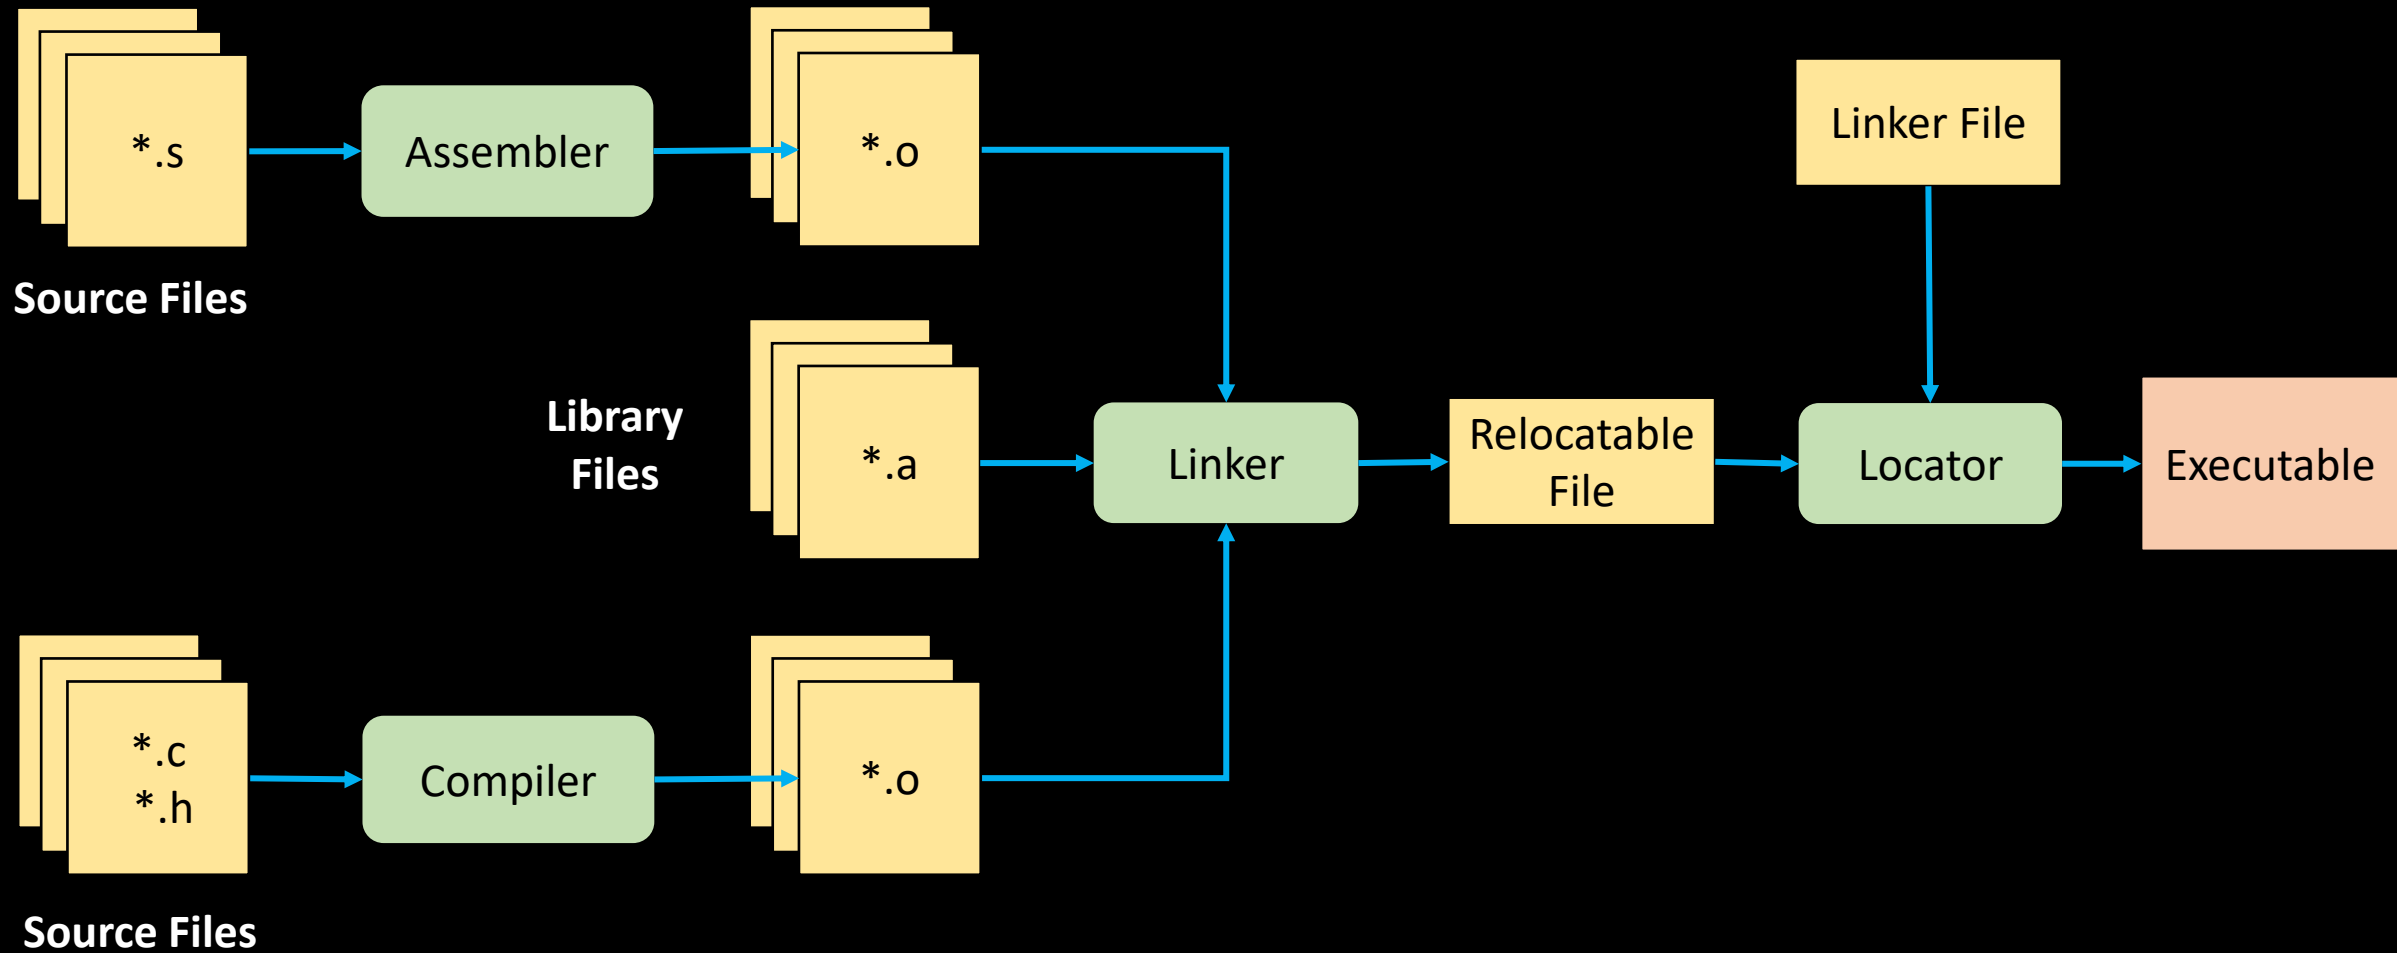 *.s
Assembler
*.o
Linker File
Source Files
Library
Files
*.a
Linker
Relocatable
File
Locator
Executable
*.c
*.h
Compiler
*.o
Source Files